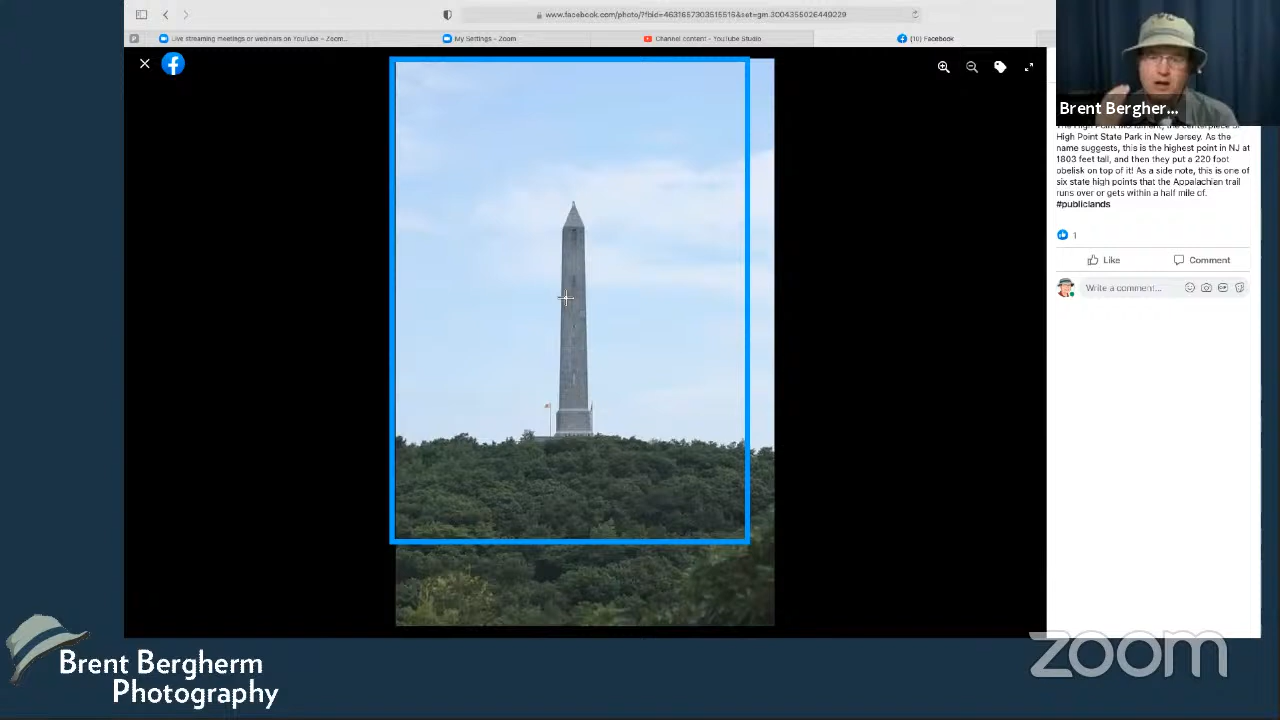 www.facebook.com/photo/?fbid=4631657303515516&set=gm.3004355026449229
Live streaming meetings or webinars on YouTube – Zoom...
My Settings – Zoom
Channel content – YouTube Studio
(10) Facebook
Brent Bergher...
High Point State Park in New Jersey. As the
name suggests, this is the highest point in NJ at
1803 feet tall, and then they put a 220 foot
obelisk on top of it! As a side note, this is one of
six state high points that the Appalachian trail
runs over or gets within a half mile of.
#publiclands
1
Like
Comment
Write a comment...
Brent Bergherm
Photography
zoom